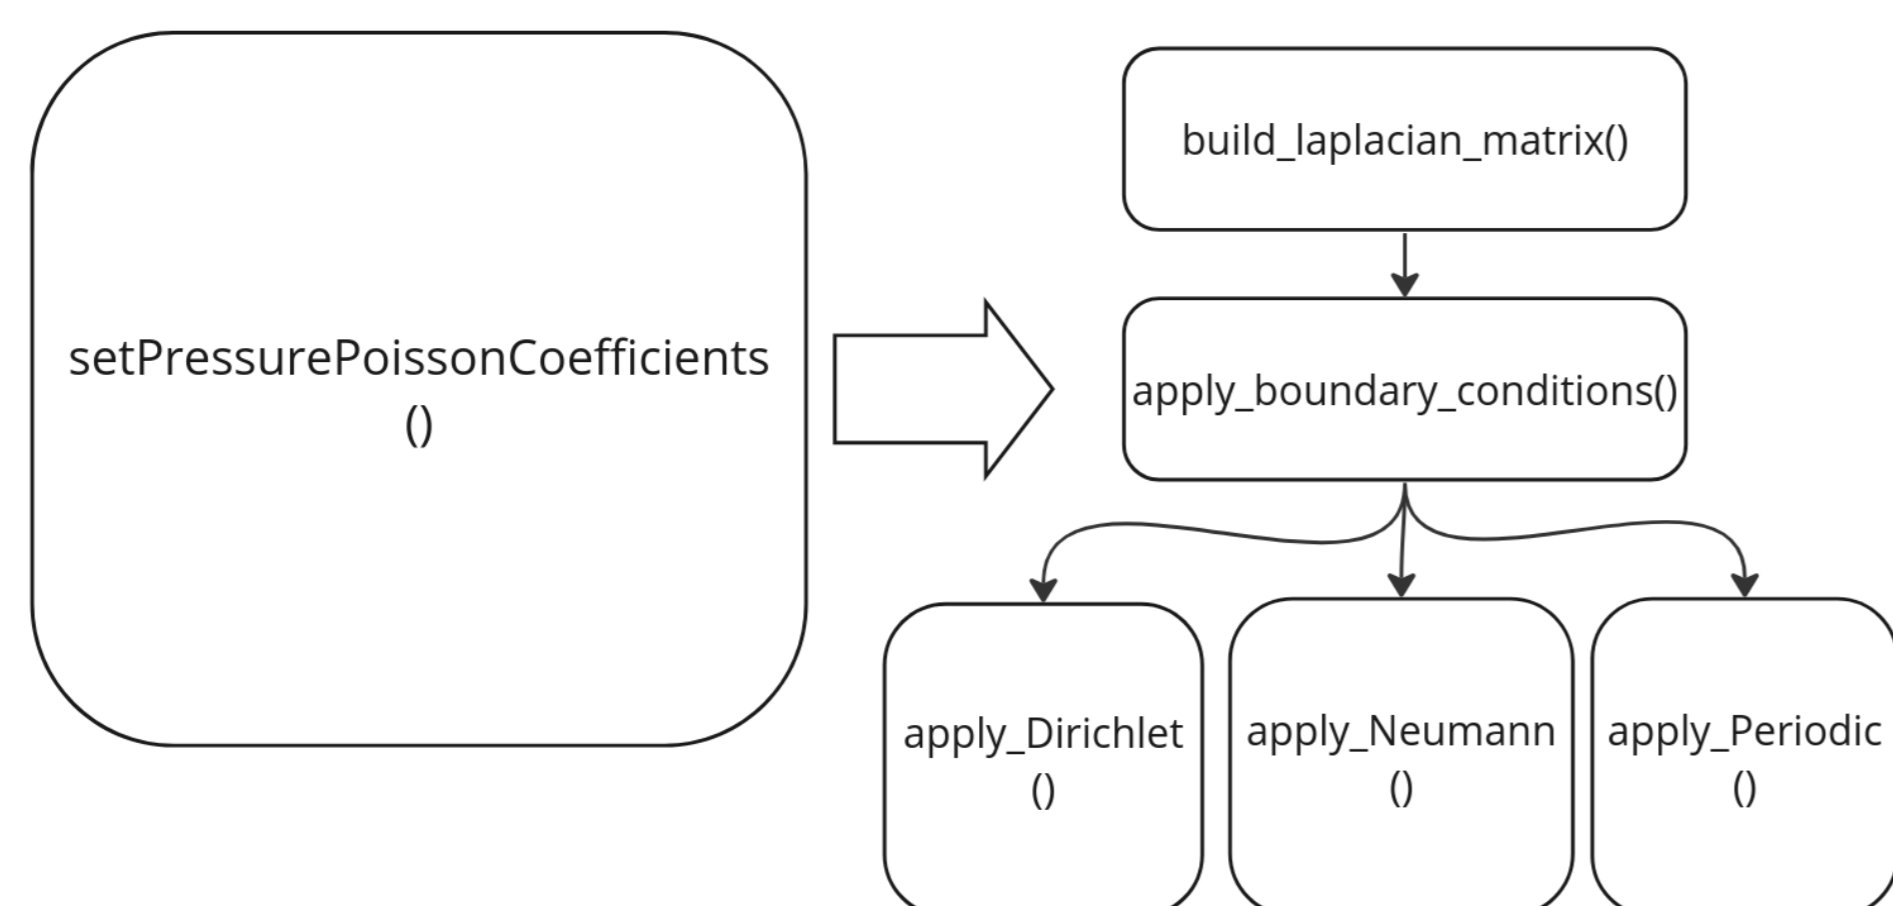 setPressurePoissonCoefficients
()
build_laplacian_matrix()
apply_boundary_conditions()
apply_Dirichlet
()
apply_Neumann
()
apply_Periodic
()